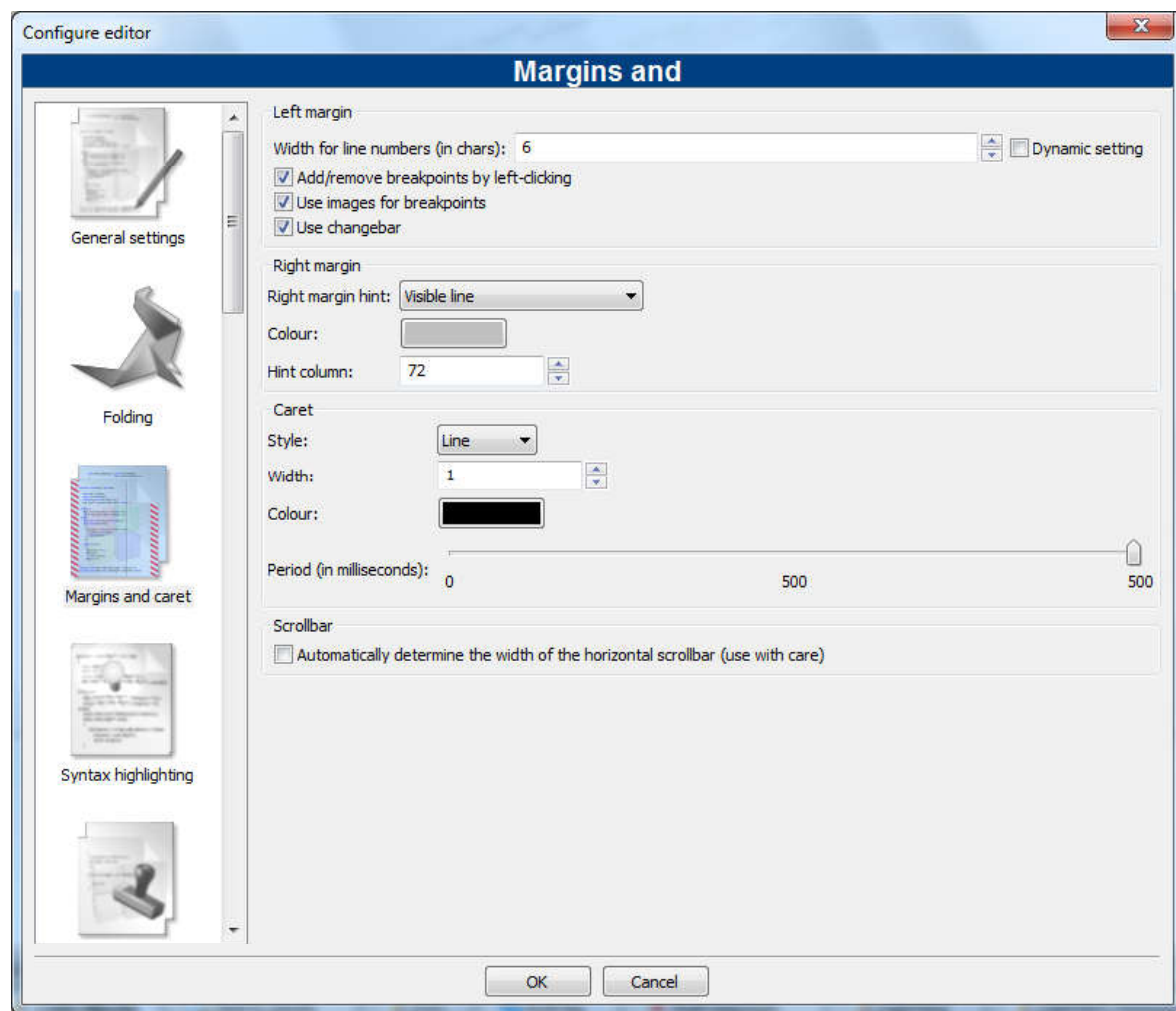 Configure editor
Margins and
General settings
Folding
Margins and caret
Syntax highlighting
Left margin
Width for line numbers (in chars): 6 Dynamic setting
Add/remove breakpoints by left-clicking
Use images for breakpoints
Use changebar
Right margin
Right margin hint: Visible line
Colour:
Hint column: 72
Caret
Style: Line
Width: 1
Colour:
Period (in milliseconds): 0 500 500
Scrollbar
Automatically determine the width of the horizontal scrollbar (use with care)
OK Cancel